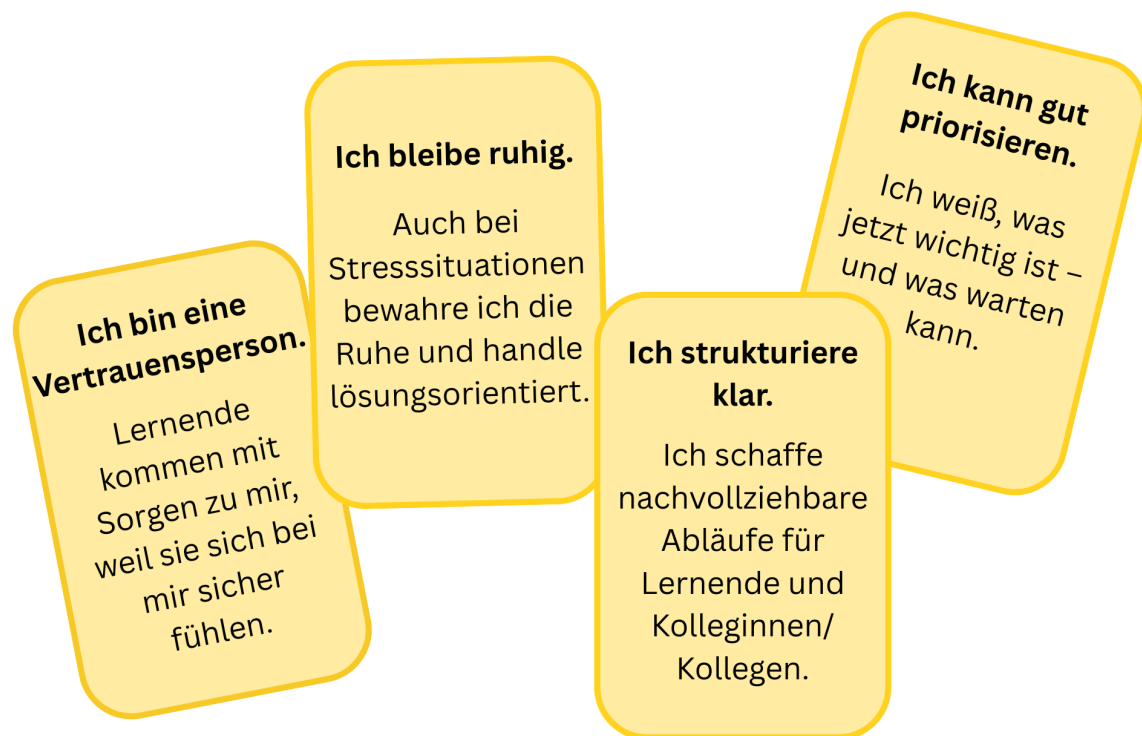 Ich bin eine
Vertrauensperson.
Lernende
kommen mit
Sorgen zu mir,
weil sie sich bei
mir sicher
fühlen.
Ich bleibe ruhig.
Auch bei
Stresssituationen
bewahre ich die
Ruhe und handle
lösungsorientiert.
Ich strukturiere
klar.
Ich schaffe
nachvollziehbare
Abläufe für
Lernende und
Kolleginnen/
Kollegen.
Ich kann gut
priorisieren.
Ich weiß, was
jetzt wichtig ist –
und was warten
kann.